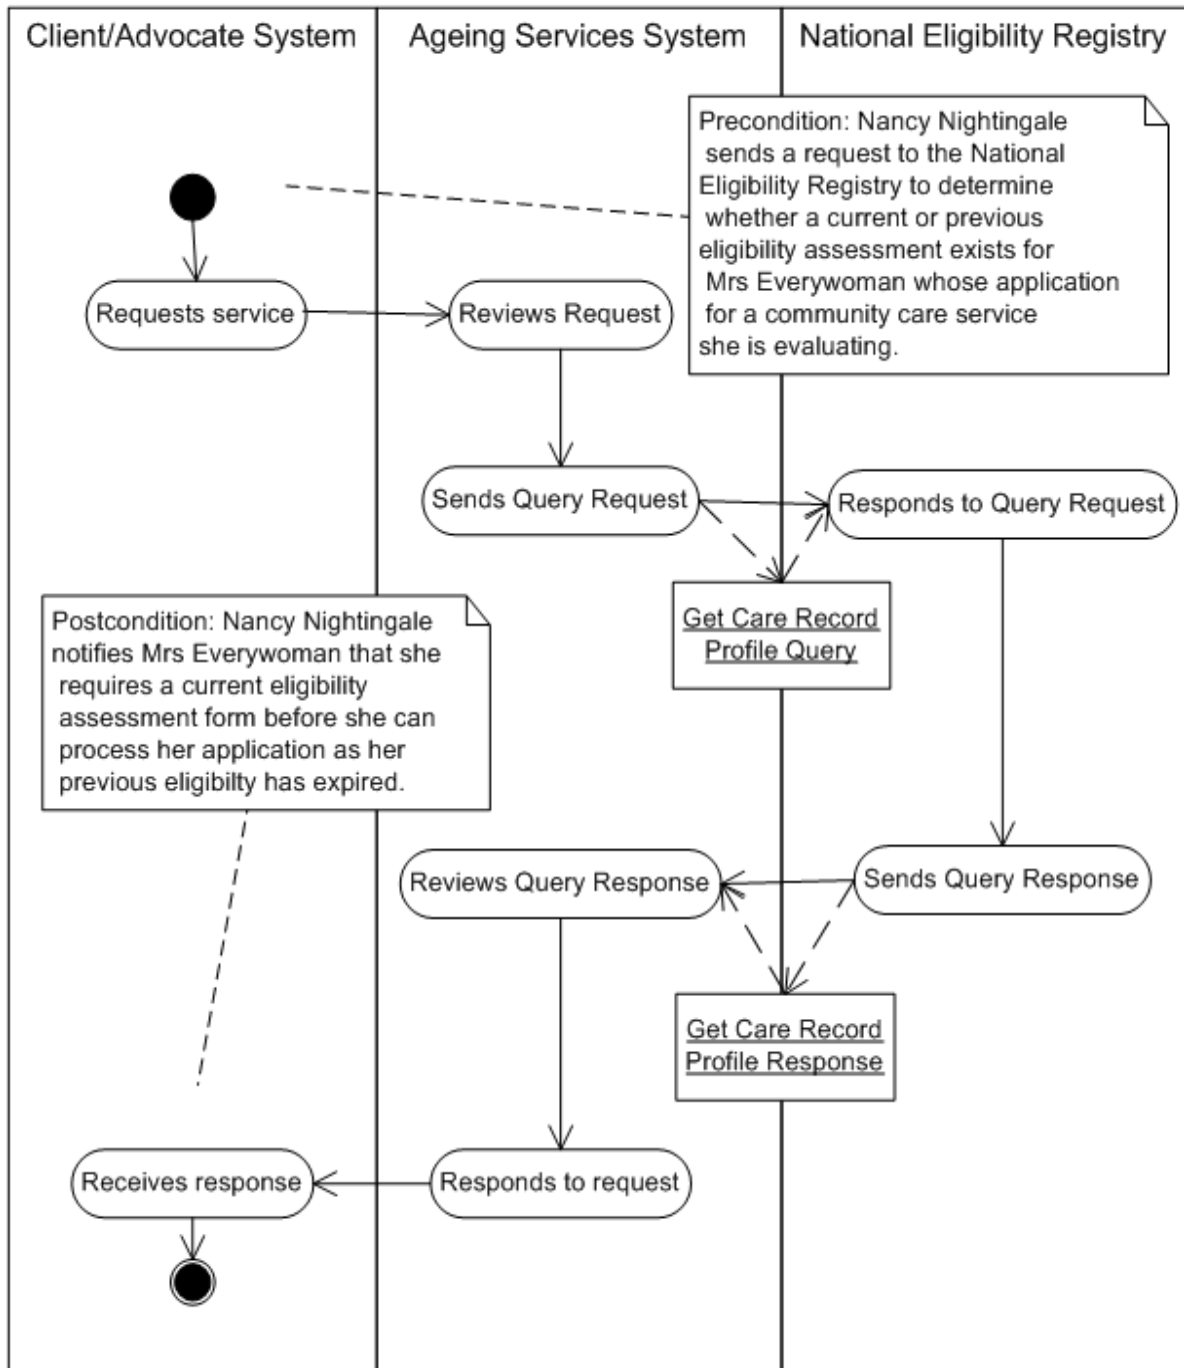 Client/Advocate System
Ageing Services System
National Eligibility Registry
Precondition: Nancy Nightingale
sends a request to the National
Eligibility Registry to determine
whether a current or previous
eligibility assessment exists for
Mrs Everywoman whose application
for a community care service
she is evaluating.
Requests service
Reviews Request
Sends Query Request
Responds to Query Request
Get Care Record
Profile Query
Postcondition: Nancy Nightingale
notifies Mrs Everywoman that she
requires a current eligibility
assessment form before she can
process her application as her
previous eligibilty has expired.
Reviews Query Response
Sends Query Response
Get Care Record
Profile Response
Receives response
Responds to request